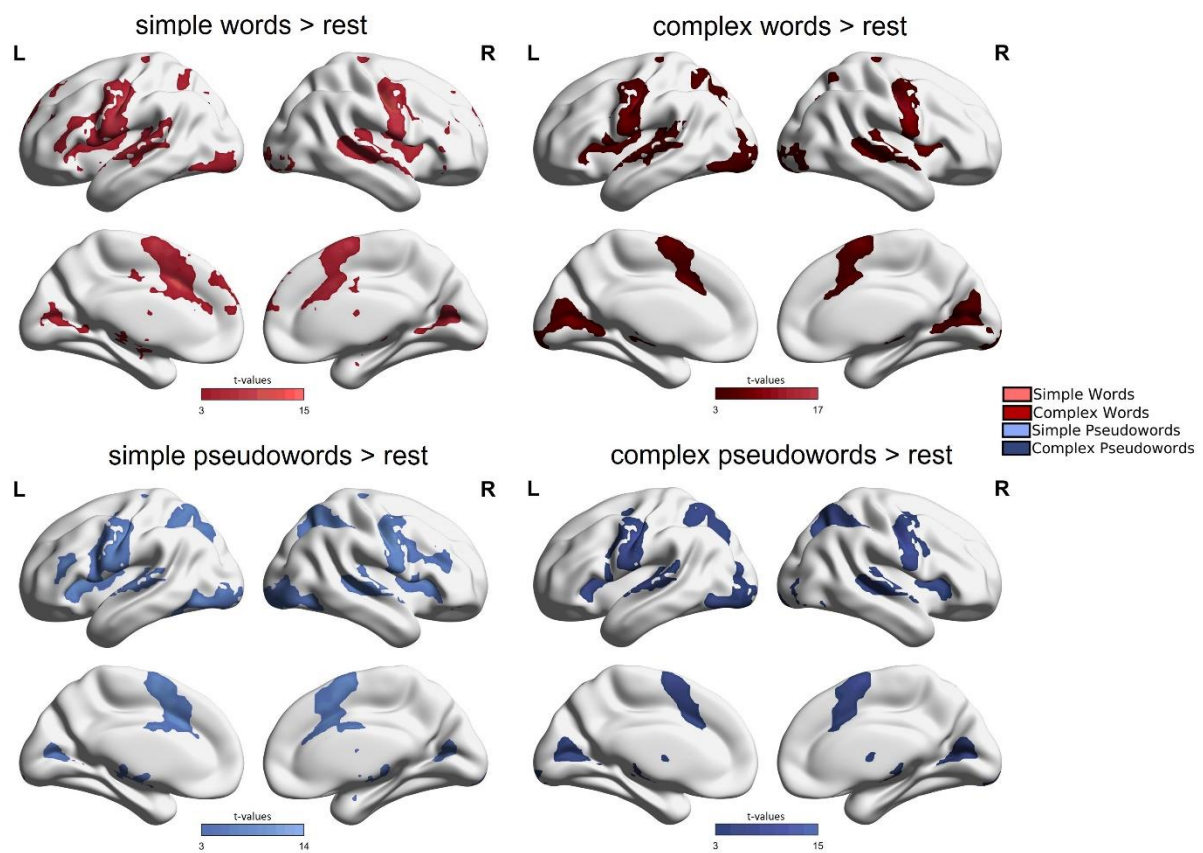 simple words > rest
complex words > rest
L
R
L
R
t-values
3
15
t-values
3
17
Simple Words
Complex Words
Simple Pseudowords
Complex Pseudowords
simple pseudowords > rest
complex pseudowords > rest
L
R
L
R
t-values
3
14
t-values
3
15